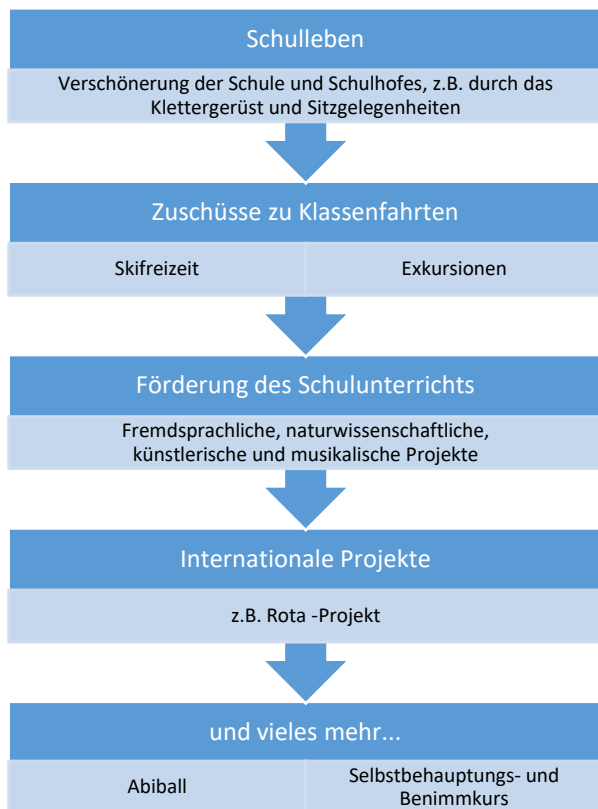 Schulleben
Verschönerung der Schule und Schulhofes, z.B. durch das
Klettergerüst und Sitzgelegenheiten
Zuschüsse zu Klassenfahrten
Skifreizeit
Exkursionen
Förderung des Schulunterrichts
Fremdsprachliche, naturwissenschaftliche,
künstlerische und musikalische Projekte
Internationale Projekte
z.B. Rota -Projekt
und vieles mehr...
Abiball
Selbstbehauptungs- und
Benimmkurs